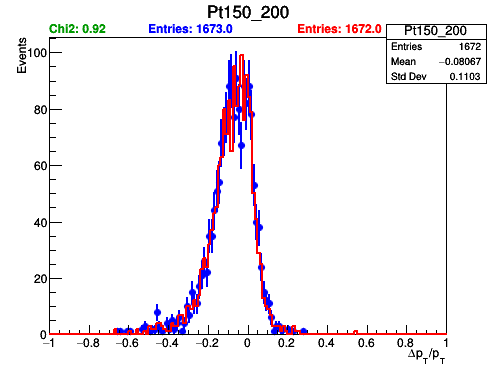 Pt150_200
Chi2: 0.92 Entries: 1673.0 Entries: 1672.0
Pt150_200
Entries 1672
Mean −0.08067
Std Dev 0.1103
Events
100
80
60
40
20
0
−1 −0.8 −0.6 −0.4 −0.2 0 0.2 0.4 0.6 0.8 1
Δp_T/p_T